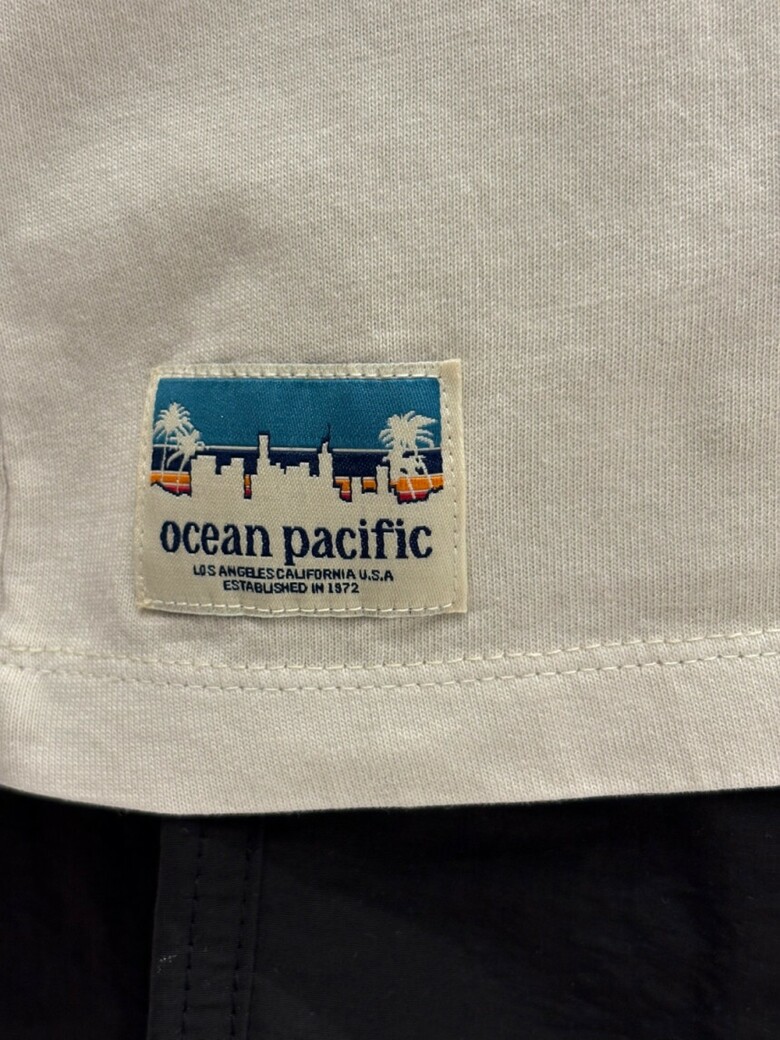 ocean pacific
LOS ANGELES CALIFORNIA U.S.A
ESTABLISHED IN 1972